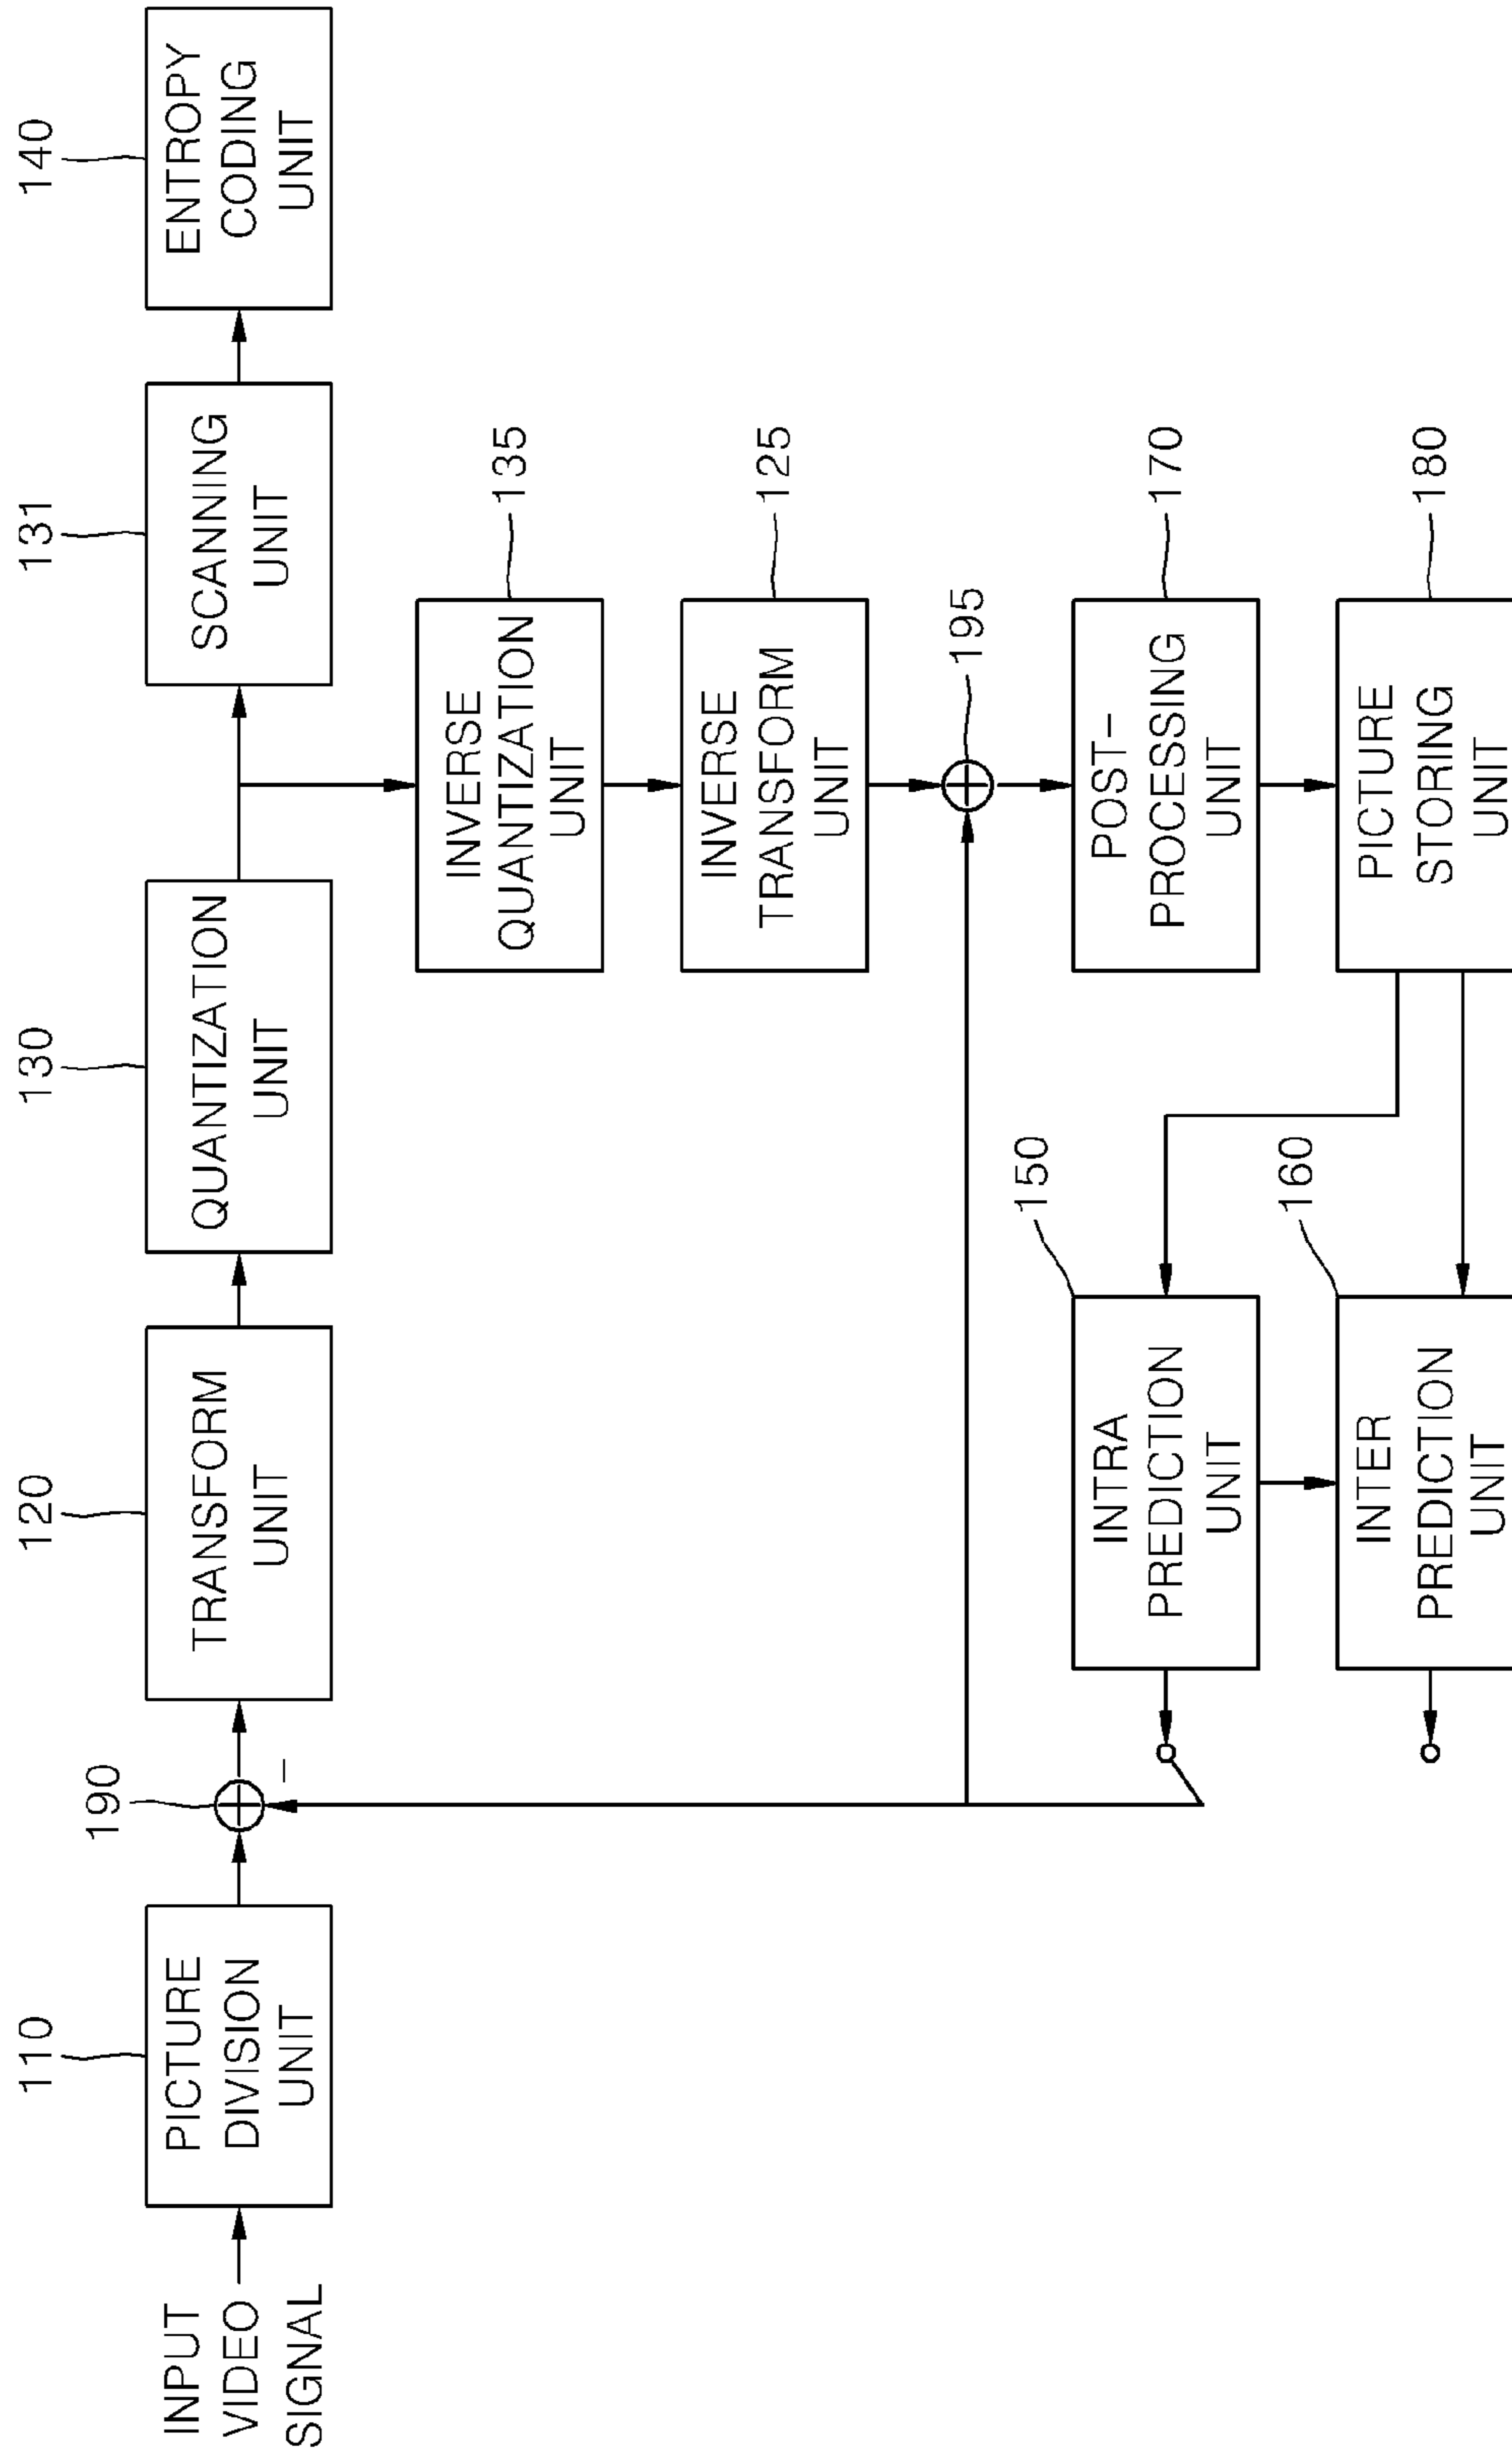 110
120
130
131
140
190
INPUT
VIDEO
SIGNAL
PICTURE
DIVISION
UNIT
–
TRANSFORM
UNIT
QUANTIZATION
UNIT
SCANNING
UNIT
ENTROPY
CODING
UNIT
INVERSE
QUANTIZATION
UNIT
135
INVERSE
TRANSFORM
UNIT
125
195
150
INTRA
PREDICTION
UNIT
POST-
PROCESSING
UNIT
170
160
INTER
PREDICTION
UNIT
PICTURE
STORING
UNIT
180